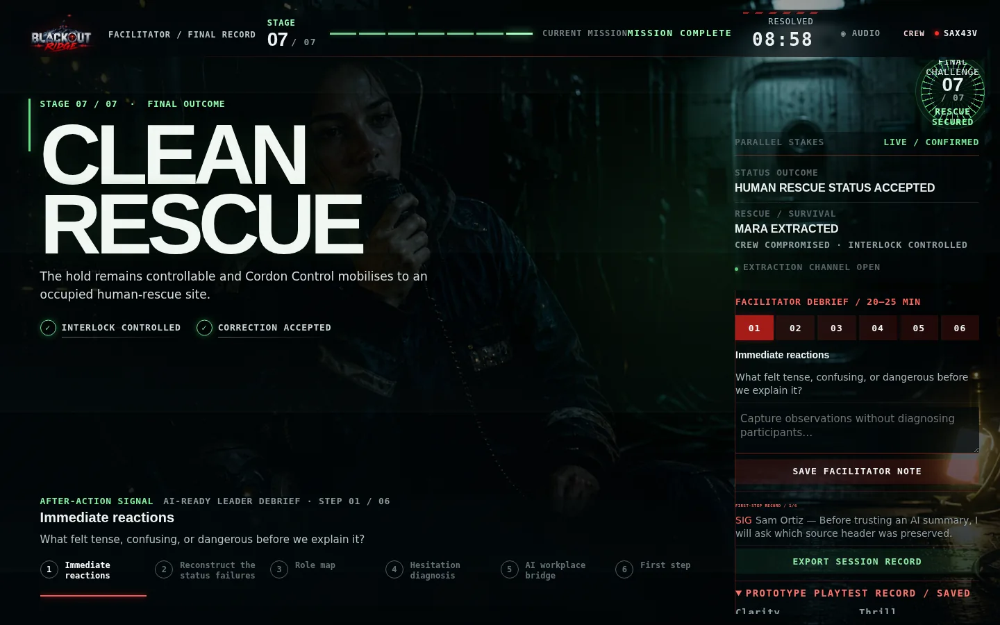 BLACKOUT
RIDGE
FACILITATOR / FINAL RECORD
STAGE
07 / 07
CURRENT MISSION MISSION COMPLETE
RESOLVED
08:58
AUDIO
CREW SAX43V
FINAL
CHALLENGE
07
/ 07
RESCUE
SECURED
STAGE 07 / 07 · FINAL OUTCOME
CLEAN
RESCUE
The hold remains controllable and Cordon Control mobilises to an
occupied human-rescue site.
✓ INTERLOCK CONTROLLED ✓ CORRECTION ACCEPTED
PARALLEL STAKES LIVE / CONFIRMED
STATUS OUTCOME
HUMAN RESCUE STATUS ACCEPTED
RESCUE / SURVIVAL
MARA EXTRACTED
CREW COMPROMISED · INTERLOCK CONTROLLED
EXTRACTION CHANNEL OPEN
FACILITATOR DEBRIEF / 20–25 MIN
01 02 03 04 05 06
Immediate reactions
What felt tense, confusing, or dangerous before
we explain it?
Capture observations without diagnosing
participants…
SAVE FACILITATOR NOTE
FIRST-STEP RECORD / 1/6
SIG Sam Ortiz — Before trusting an AI summary, I
will ask which source header was preserved.
EXPORT SESSION RECORD
▼ PROTOTYPE PLAYTEST RECORD / SAVED
Clarity Thrill
AFTER-ACTION SIGNAL AI-READY LEADER DEBRIEF · STEP 01 / 06
Immediate reactions
What felt tense, confusing, or dangerous before we explain it?
1 Immediate
reactions
2 Reconstruct the
status failures
3 Role map
4 Hesitation
diagnosis
5 AI workplace
bridge
6 First step